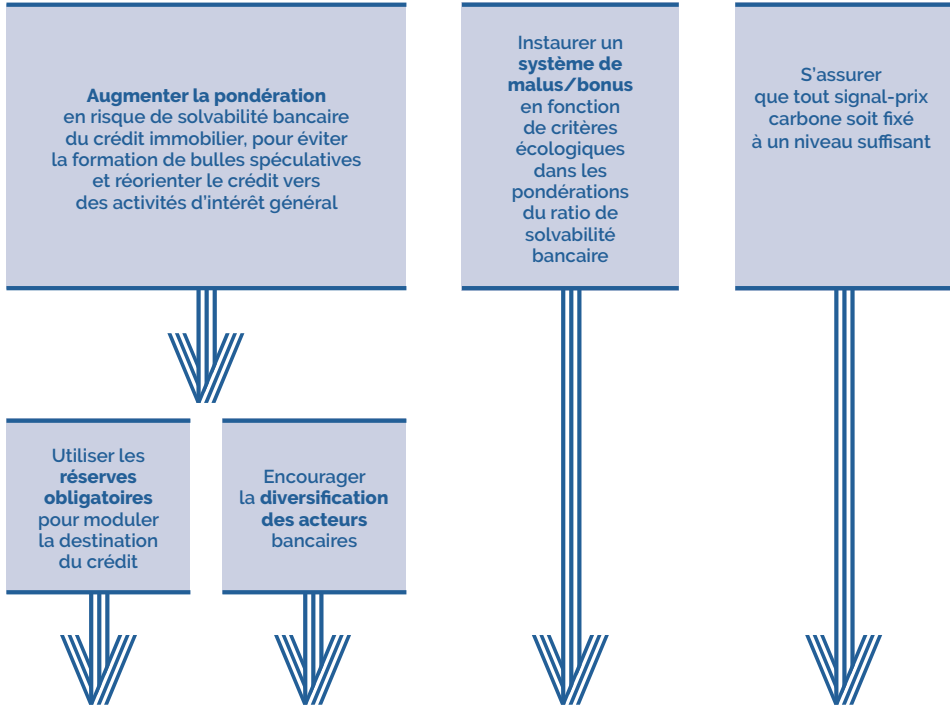 Augmenter la pondération
en risque de solvabilité bancaire
du crédit immobilier, pour éviter
la formation de bulles spéculatives
et réorienter le crédit vers
des activités d'intérêt général
Instaurer un
système de
malus/bonus
en fonction
de critères
écologiques
dans les
pondérations
du ratio de
solvabilité
bancaire
S'assurer
que tout signal-prix
carbone soit fixé
à un niveau suffisant
Utiliser les
réserves
obligatoires
pour moduler
la destination
du crédit
Encourager
la diversification
des acteurs
bancaires